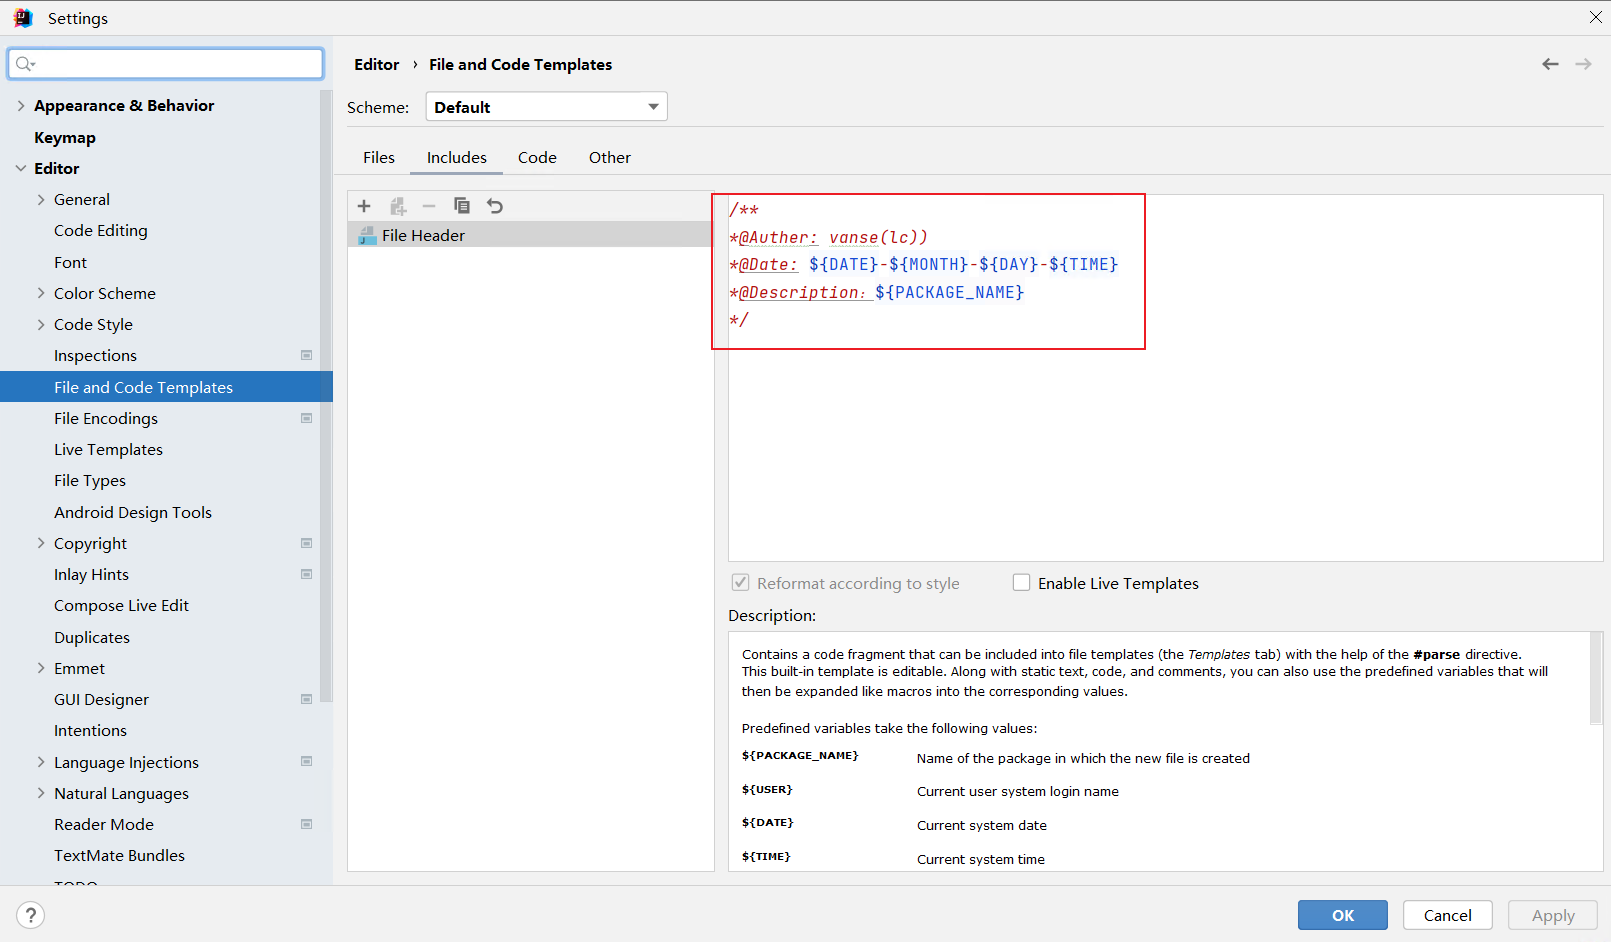 Settings
Editor › File and Code Templates
Appearance & Behavior
Keymap
Editor
General
Code Editing
Font
Color Scheme
Code Style
Inspections
File and Code Templates
File Encodings
Live Templates
File Types
Android Design Tools
Copyright
Inlay Hints
Compose Live Edit
Duplicates
Emmet
GUI Designer
Intentions
Language Injections
Natural Languages
Reader Mode
TextMate Bundles
TODO
Scheme: Default
Files Includes Code Other
File Header
/**
*@Auther: vanse(lc))
*@Date: ${DATE}-${MONTH}-${DAY}-${TIME}
*@Description：${PACKAGE_NAME}
*/
Reformat according to style Enable Live Templates
Description:
Contains a code fragment that can be included into file templates (the Templates tab) with the help of the #parse directive.
This built-in template is editable. Along with static text, code, and comments, you can also use the predefined variables that will
then be expanded like macros into the corresponding values.
Predefined variables take the following values:
${PACKAGE_NAME} Name of the package in which the new file is created
${USER} Current user system login name
${DATE} Current system date
${TIME} Current system time
? OK Cancel Apply